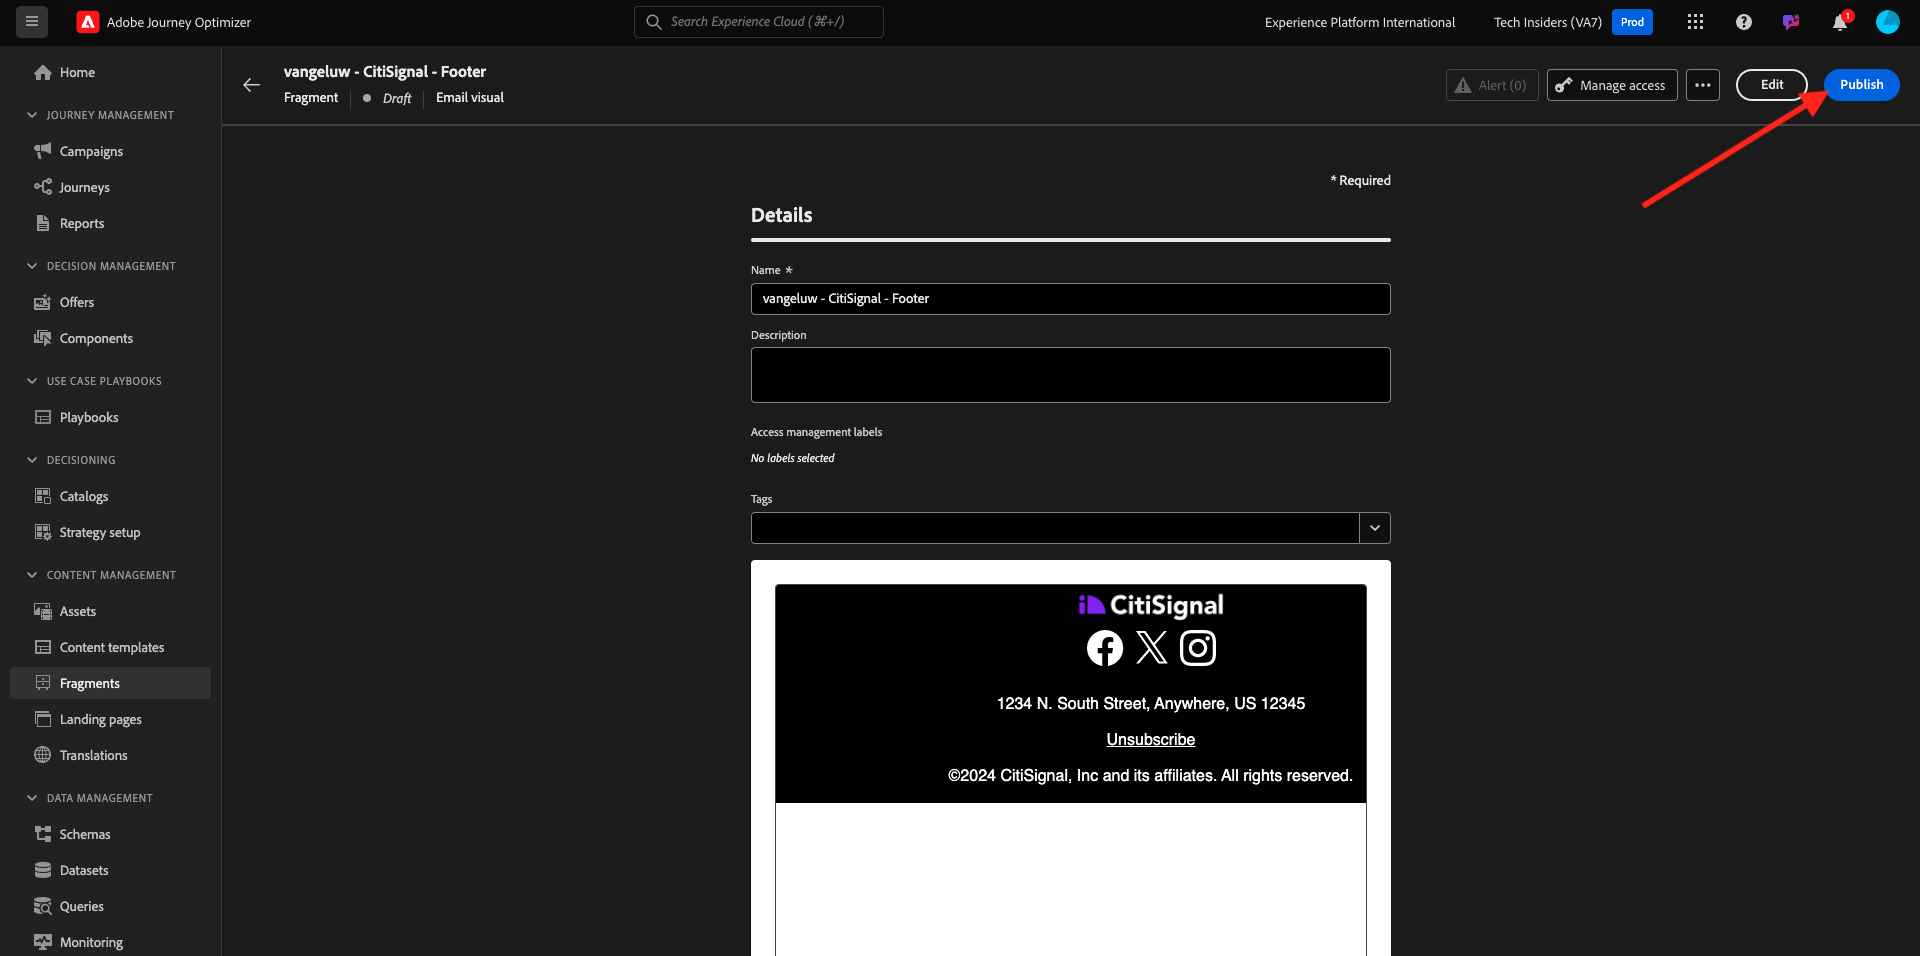 Adobe Journey Optimizer
Search Experience Cloud (⌘+/)
Experience Platform International
Tech Insiders (VA7)
Prod
1
Home
JOURNEY MANAGEMENT
Campaigns
Journeys
Reports
DECISION MANAGEMENT
Offers
Components
USE CASE PLAYBOOKS
Playbooks
DECISIONING
Catalogs
Strategy setup
CONTENT MANAGEMENT
Assets
Content templates
Fragments
Landing pages
Translations
DATA MANAGEMENT
Schemas
Datasets
Queries
Monitoring
vangeluw - CitiSignal - Footer
Fragment
Draft
Email visual
Alert (0)
Manage access
Edit
Publish
* Required
Details
Name *
vangeluw - CitiSignal - Footer
Description
Access management labels
No labels selected
Tags
CitiSignal
1234 N. South Street, Anywhere, US 12345
Unsubscribe
©2024 CitiSignal, Inc and its affiliates. All rights reserved.